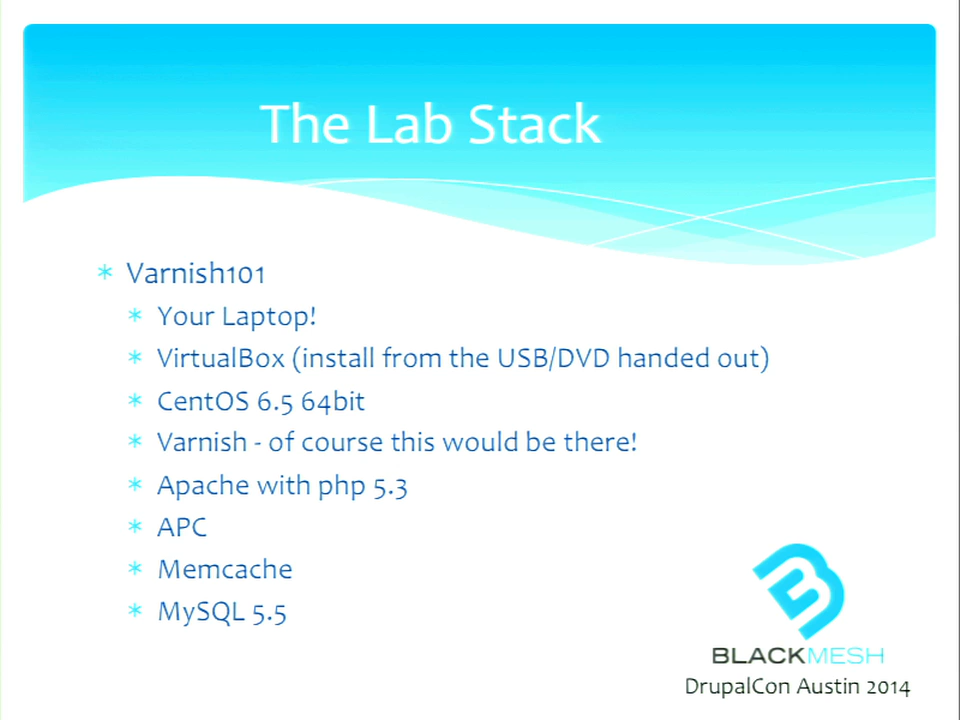 The Lab Stack
* Varnish101
* Your Laptop!
* VirtualBox (install from the USB/DVD handed out)
* CentOS 6.5 64bit
* Varnish - of course this would be there!
* Apache with php 5.3
* APC
* Memcache
* MySQL 5.5
BLACKMESH
DrupalCon Austin 2014